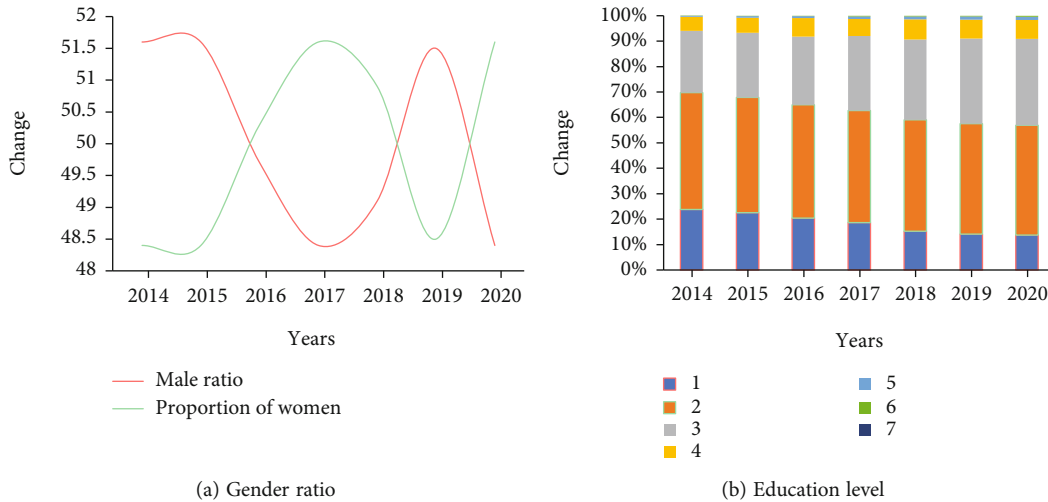 52
51.5
51
50.5
50
49.5
49
48.5
48
Change
2014 2015 2016 2017 2018 2019 2020
Years
Male ratio
Proportion of women
(a) Gender ratio
100%
90%
80%
70%
60%
50%
40%
30%
20%
10%
0%
Change
2014 2015 2016 2017 2018 2019 2020
Years
1
2
3
4
5
6
7
(b) Education level